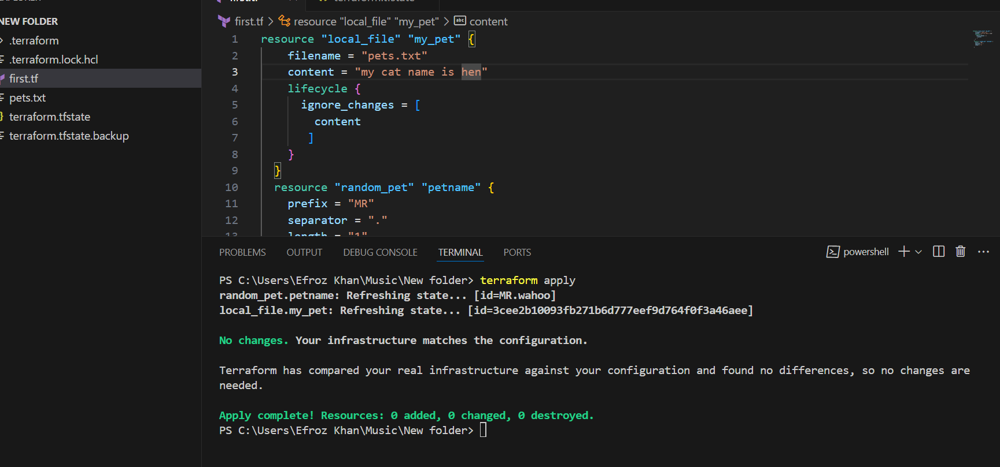 NEW FOLDER
.terraform
.terraform.lock.hcl
first.tf
pets.txt
terraform.tfstate
terraform.tfstate.backup
first.tf > resource "local_file" "my_pet" > abc content
1 resource "local_file" "my_pet" {
2 filename = "pets.txt"
3 content = "my cat name is hen"
4 lifecycle {
5 ignore_changes = [
6 content
7 ]
8 }
9 }
10 resource "random_pet" "petname" {
11 prefix = "MR"
12 separator = "."
13 length = "1"
PROBLEMS OUTPUT DEBUG CONSOLE TERMINAL PORTS
powershell
PS C:\Users\Efroz Khan\Music\New folder> terraform apply
random_pet.petname: Refreshing state... [id=MR.wahoo]
local_file.my_pet: Refreshing state... [id=3cee2b10093fb271b6d777eef9d764f0f3a46aee]
No changes. Your infrastructure matches the configuration.
Terraform has compared your real infrastructure against your configuration and found no differences, so no changes are
needed.
Apply complete! Resources: 0 added, 0 changed, 0 destroyed.
PS C:\Users\Efroz Khan\Music\New folder>